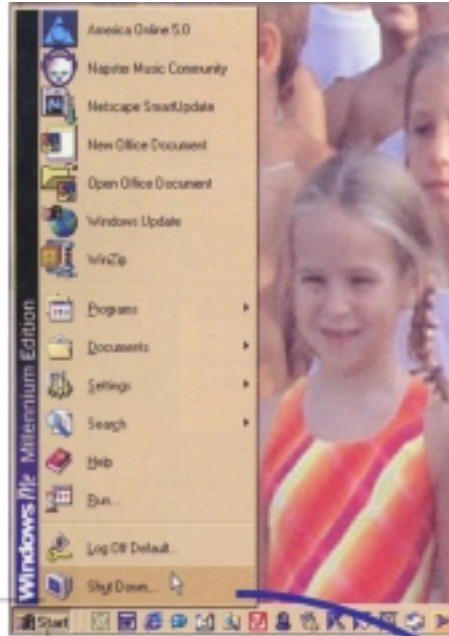 America Online 5.0
Napster Music Community
Netscape SmartUpdate
New Office Document
Open Office Document
Windows Update
WinZip
Programs
Documents
Settings
Search
Help
Run...
Log Off Default...
Shut Down...
Windows Me Millennium Edition
Start